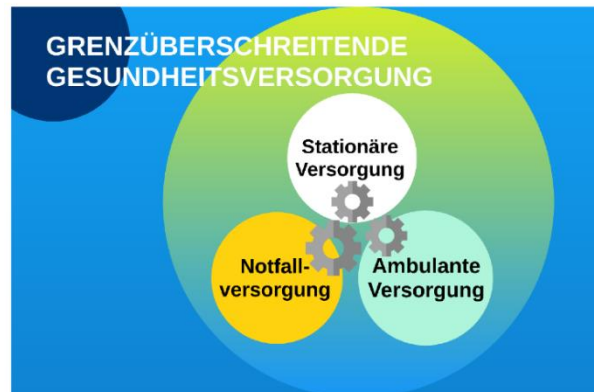 GRENZÜBERSCHREITENDE
GESUNDHEITSVERSORGUNG
Stationäre
Versorgung
Notfall-
versorgung
Ambulante
Versorgung